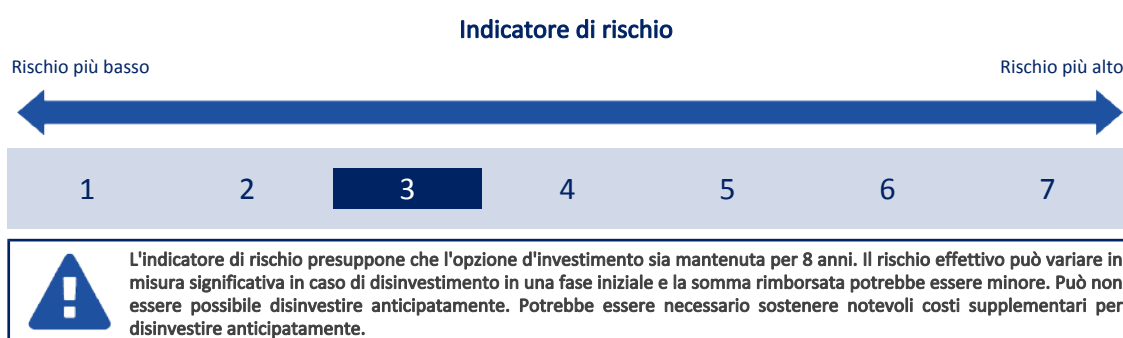 Indicatore di rischio
Rischio più basso
Rischio più alto
1 2 3 4 5 6 7
L'indicatore di rischio presuppone che l'opzione d'investimento sia mantenuta per 8 anni. Il rischio effettivo può variare in
misura significativa in caso di disinvestimento in una fase iniziale e la somma rimborsata potrebbe essere minore. Può non
essere possibile disinvestire anticipatamente. Potrebbe essere necessario sostenere notevoli costi supplementari per
disinvestire anticipatamente.